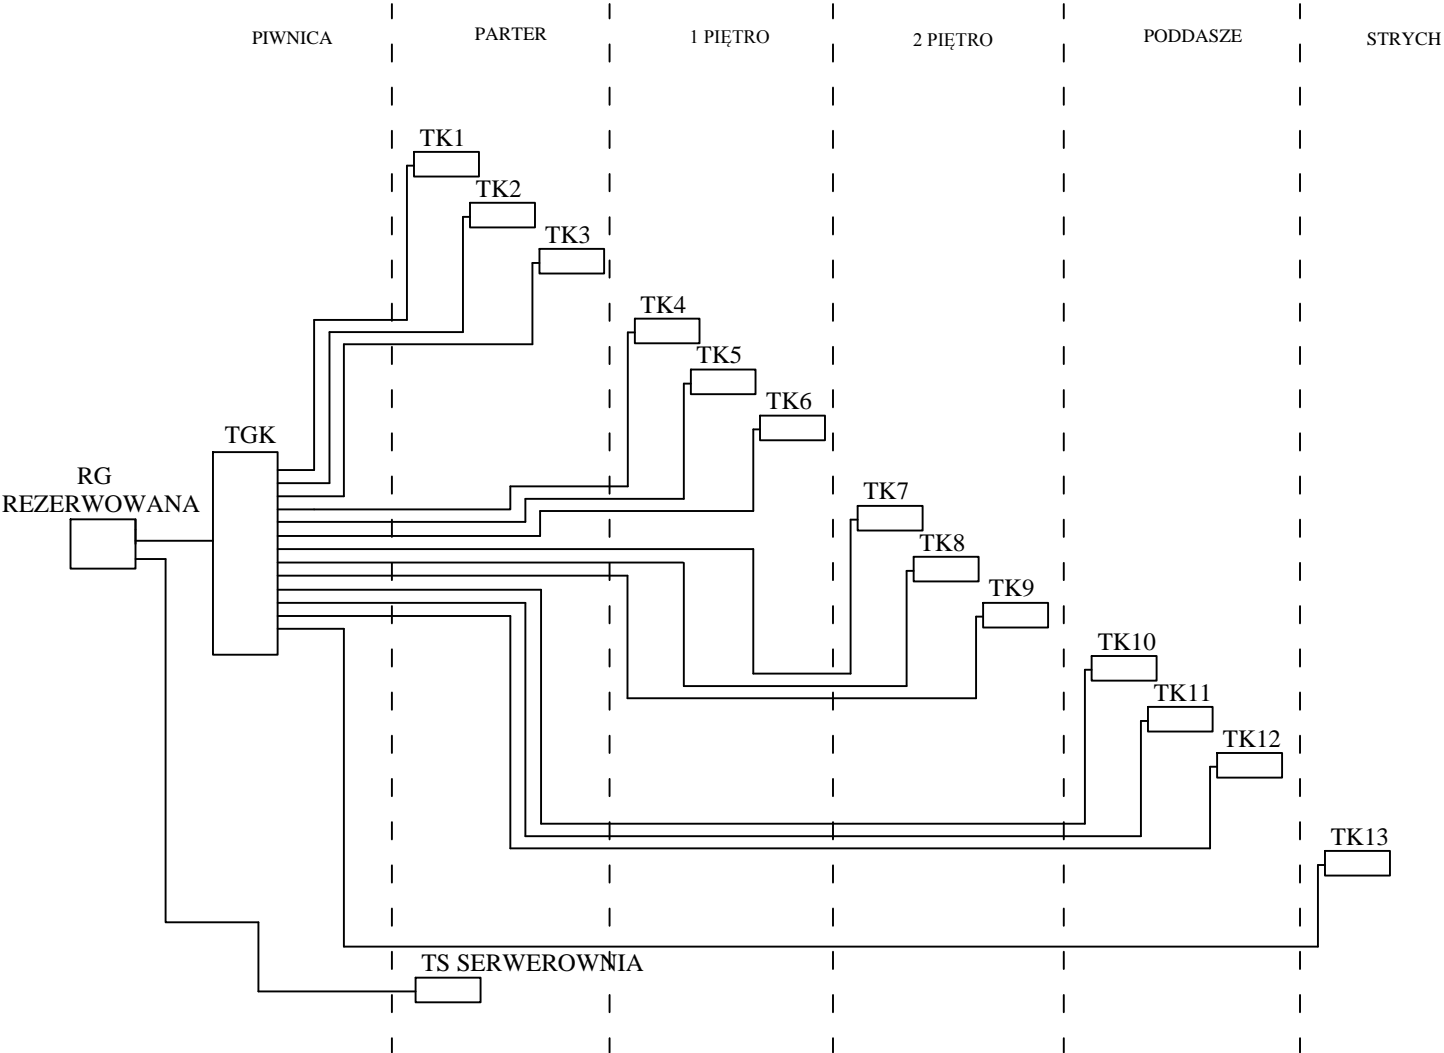 PIWNICA
PARTER
1 PIĘTRO
2 PIĘTRO
PODDASZE
STRYCH
TK1
TK2
TK3
TK4
TK5
TK6
TGK
RG
REZERWOWANA
TK7
TK8
TK9
TK10
TK11
TK12
TK13
TS SERWEROWNIA